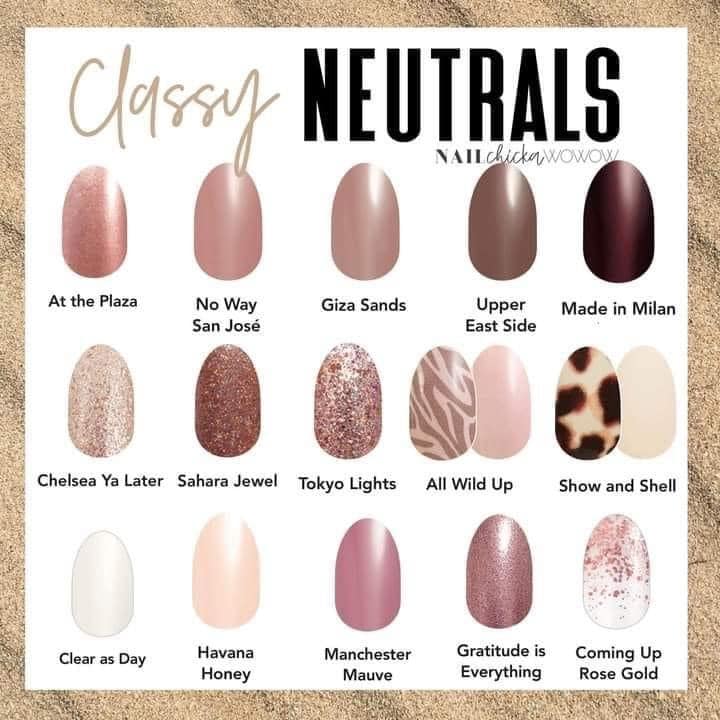 Classy NEUTRALS
NAILchickaWOWOW
At the Plaza
No Way
San José
Giza Sands
Upper
East Side
Made in Milan
Chelsea Ya Later
Sahara Jewel
Tokyo Lights
All Wild Up
Show and Shell
Clear as Day
Havana
Honey
Manchester
Mauve
Gratitude is
Everything
Coming Up
Rose Gold